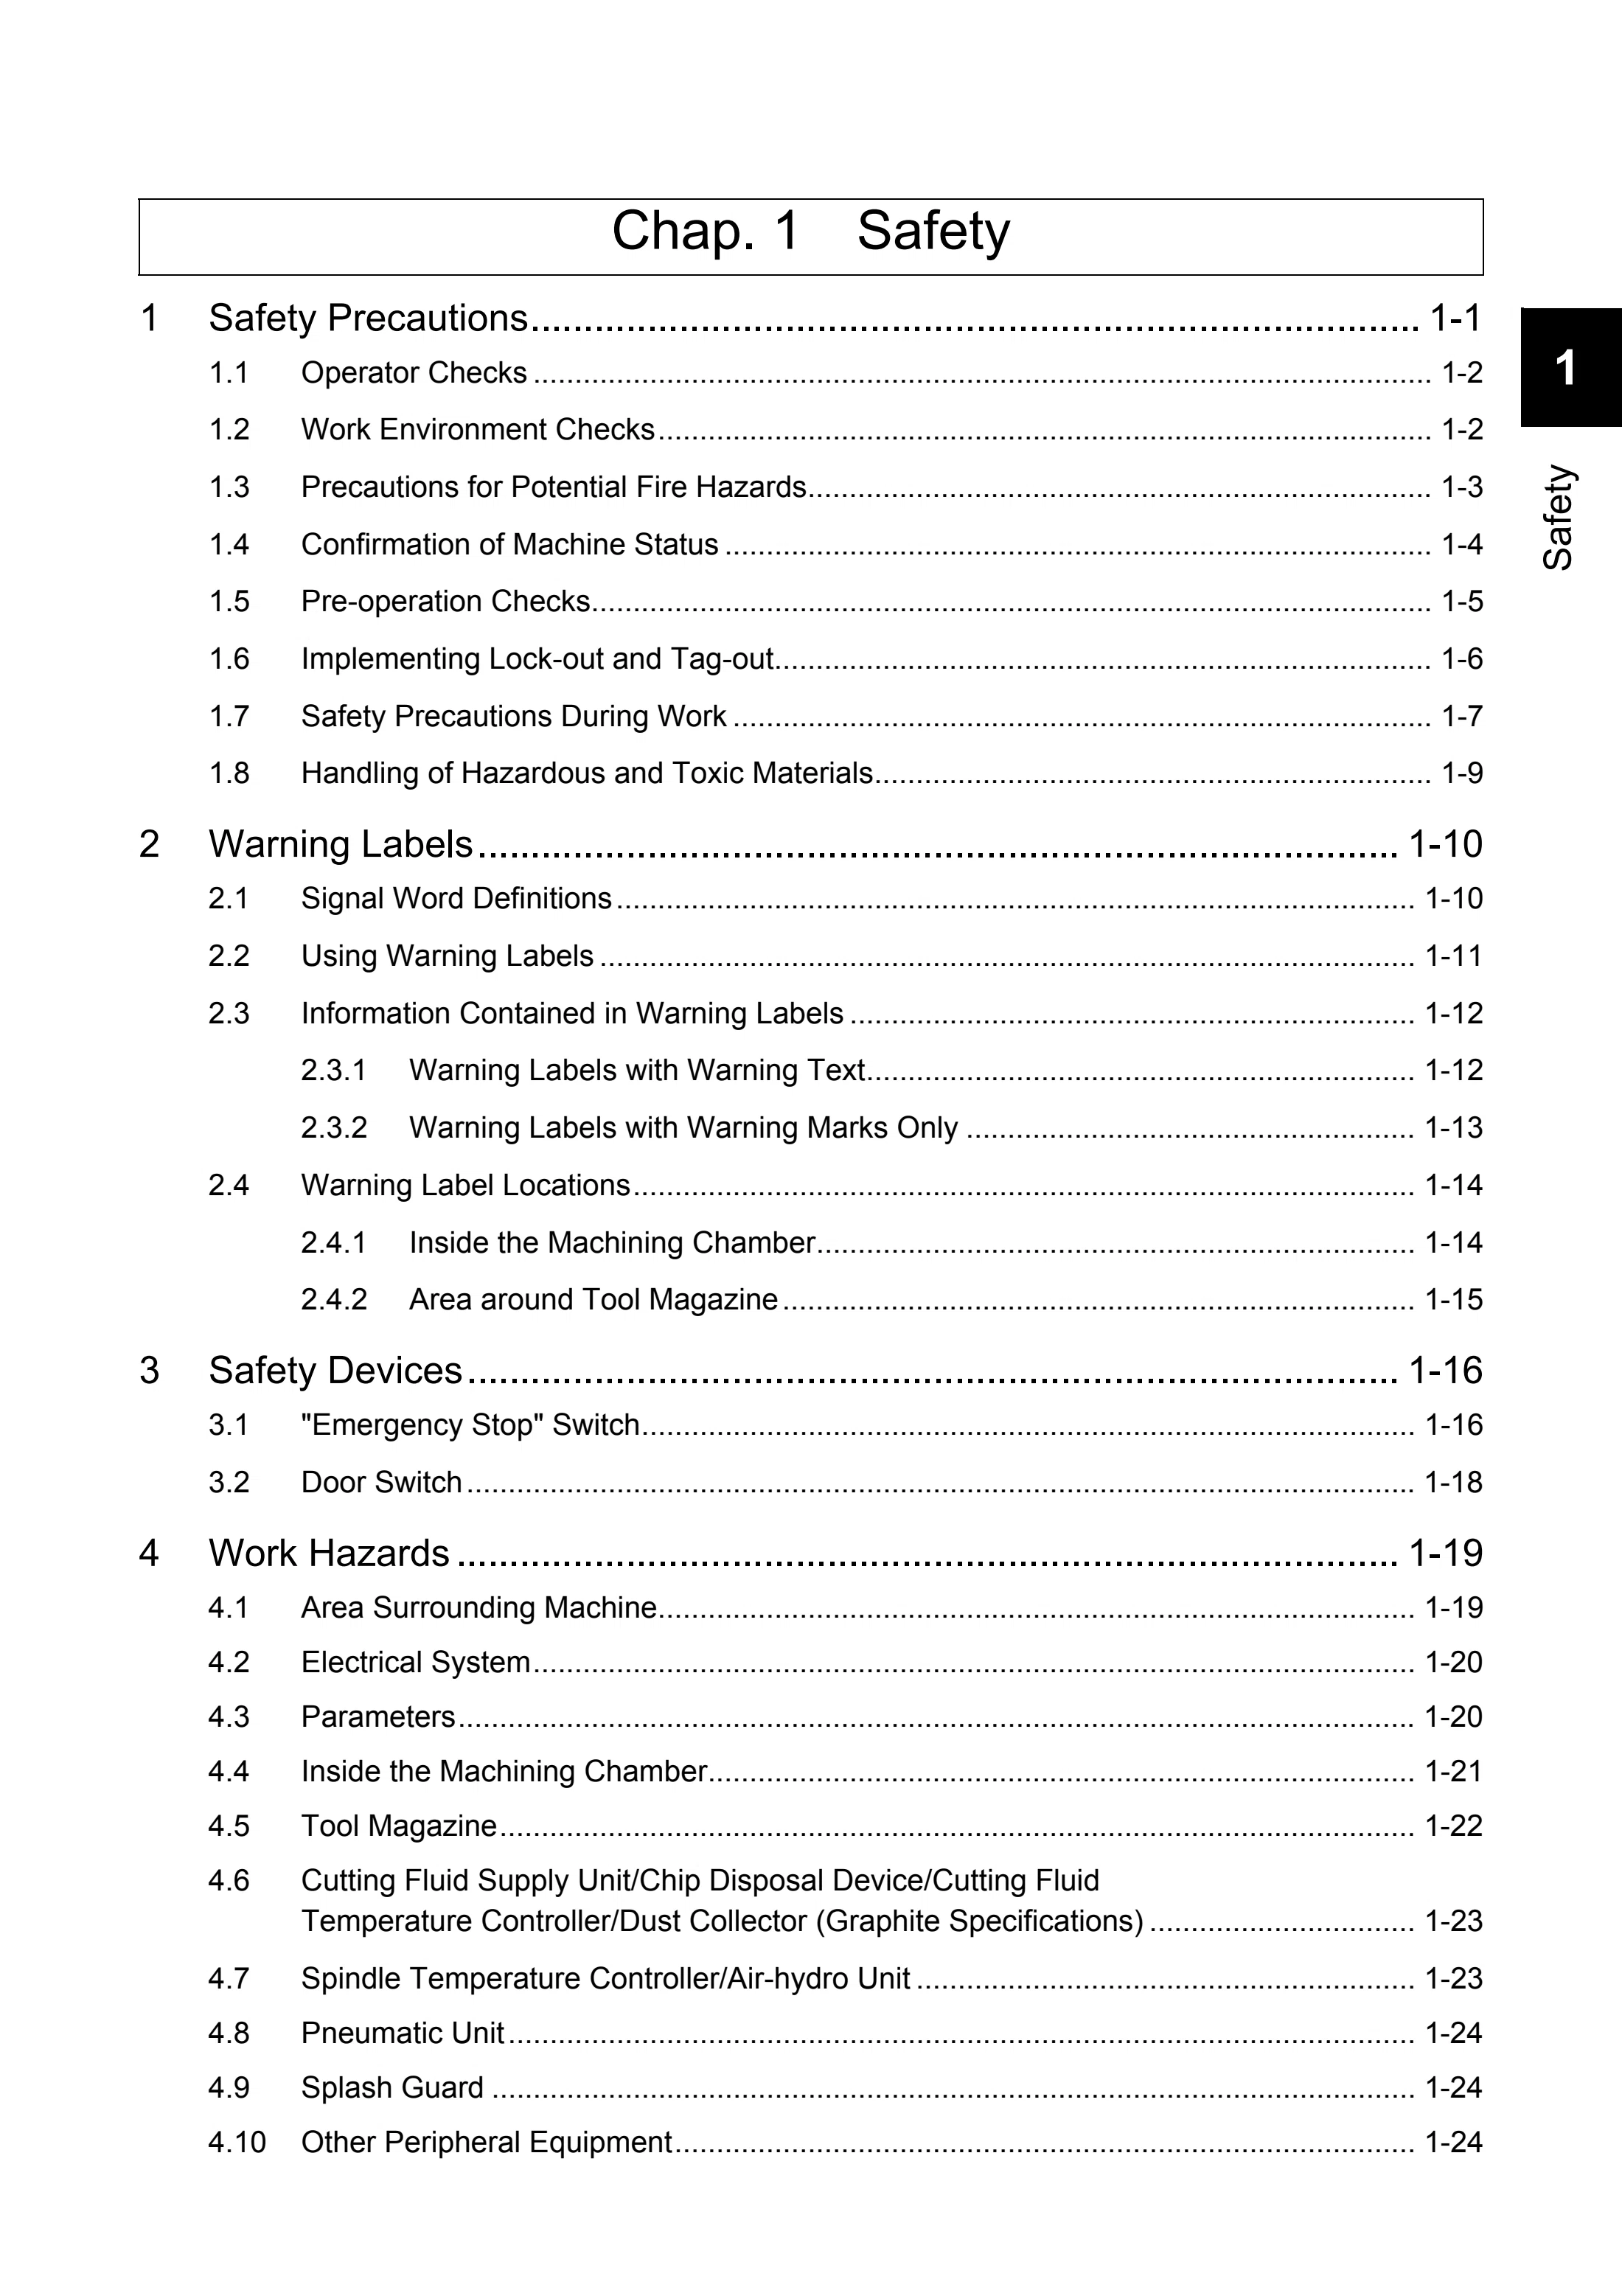 Chap. 1 Safety
1 Safety Precautions.................................................................... 1-1
1.1 Operator Checks ............................................................................................................ 1-2
1.2 Work Environment Checks............................................................................................. 1-2
1.3 Precautions for Potential Fire Hazards........................................................................... 1-3
1.4 Confirmation of Machine Status ..................................................................................... 1-4
1.5 Pre-operation Checks..................................................................................................... 1-5
1.6 Implementing Lock-out and Tag-out............................................................................... 1-6
1.7 Safety Precautions During Work .................................................................................... 1-7
1.8 Handling of Hazardous and Toxic Materials................................................................... 1-9
2 Warning Labels....................................................................... 1-10
2.1 Signal Word Definitions ................................................................................................ 1-10
2.2 Using Warning Labels .................................................................................................. 1-11
2.3 Information Contained in Warning Labels .................................................................... 1-12
2.3.1 Warning Labels with Warning Text.................................................................. 1-12
2.3.2 Warning Labels with Warning Marks Only ...................................................... 1-13
2.4 Warning Label Locations.............................................................................................. 1-14
2.4.1 Inside the Machining Chamber........................................................................ 1-14
2.4.2 Area around Tool Magazine ............................................................................ 1-15
3 Safety Devices........................................................................ 1-16
3.1 "Emergency Stop" Switch............................................................................................. 1-16
3.2 Door Switch .................................................................................................................. 1-18
4 Work Hazards ......................................................................... 1-19
4.1 Area Surrounding Machine........................................................................................... 1-19
4.2 Electrical System.......................................................................................................... 1-20
4.3 Parameters................................................................................................................... 1-20
4.4 Inside the Machining Chamber..................................................................................... 1-21
4.5 Tool Magazine.............................................................................................................. 1-22
4.6 Cutting Fluid Supply Unit/Chip Disposal Device/Cutting Fluid
Temperature Controller/Dust Collector (Graphite Specifications) ................................ 1-23
4.7 Spindle Temperature Controller/Air-hydro Unit ............................................................ 1-23
4.8 Pneumatic Unit ............................................................................................................. 1-24
4.9 Splash Guard ............................................................................................................... 1-24
4.10 Other Peripheral Equipment......................................................................................... 1-24
1
Safety